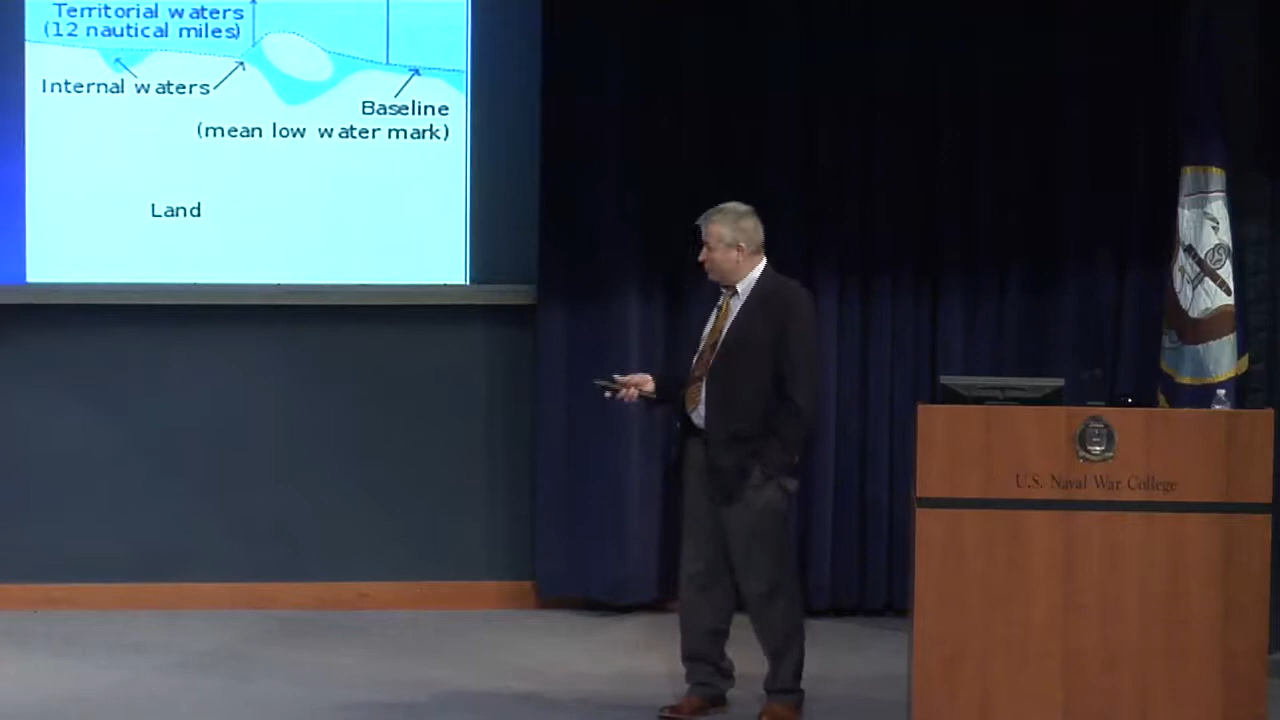 Territorial waters
(12 nautical miles)
Internal waters
Baseline
(mean low water mark)
Land
U.S. Naval War College